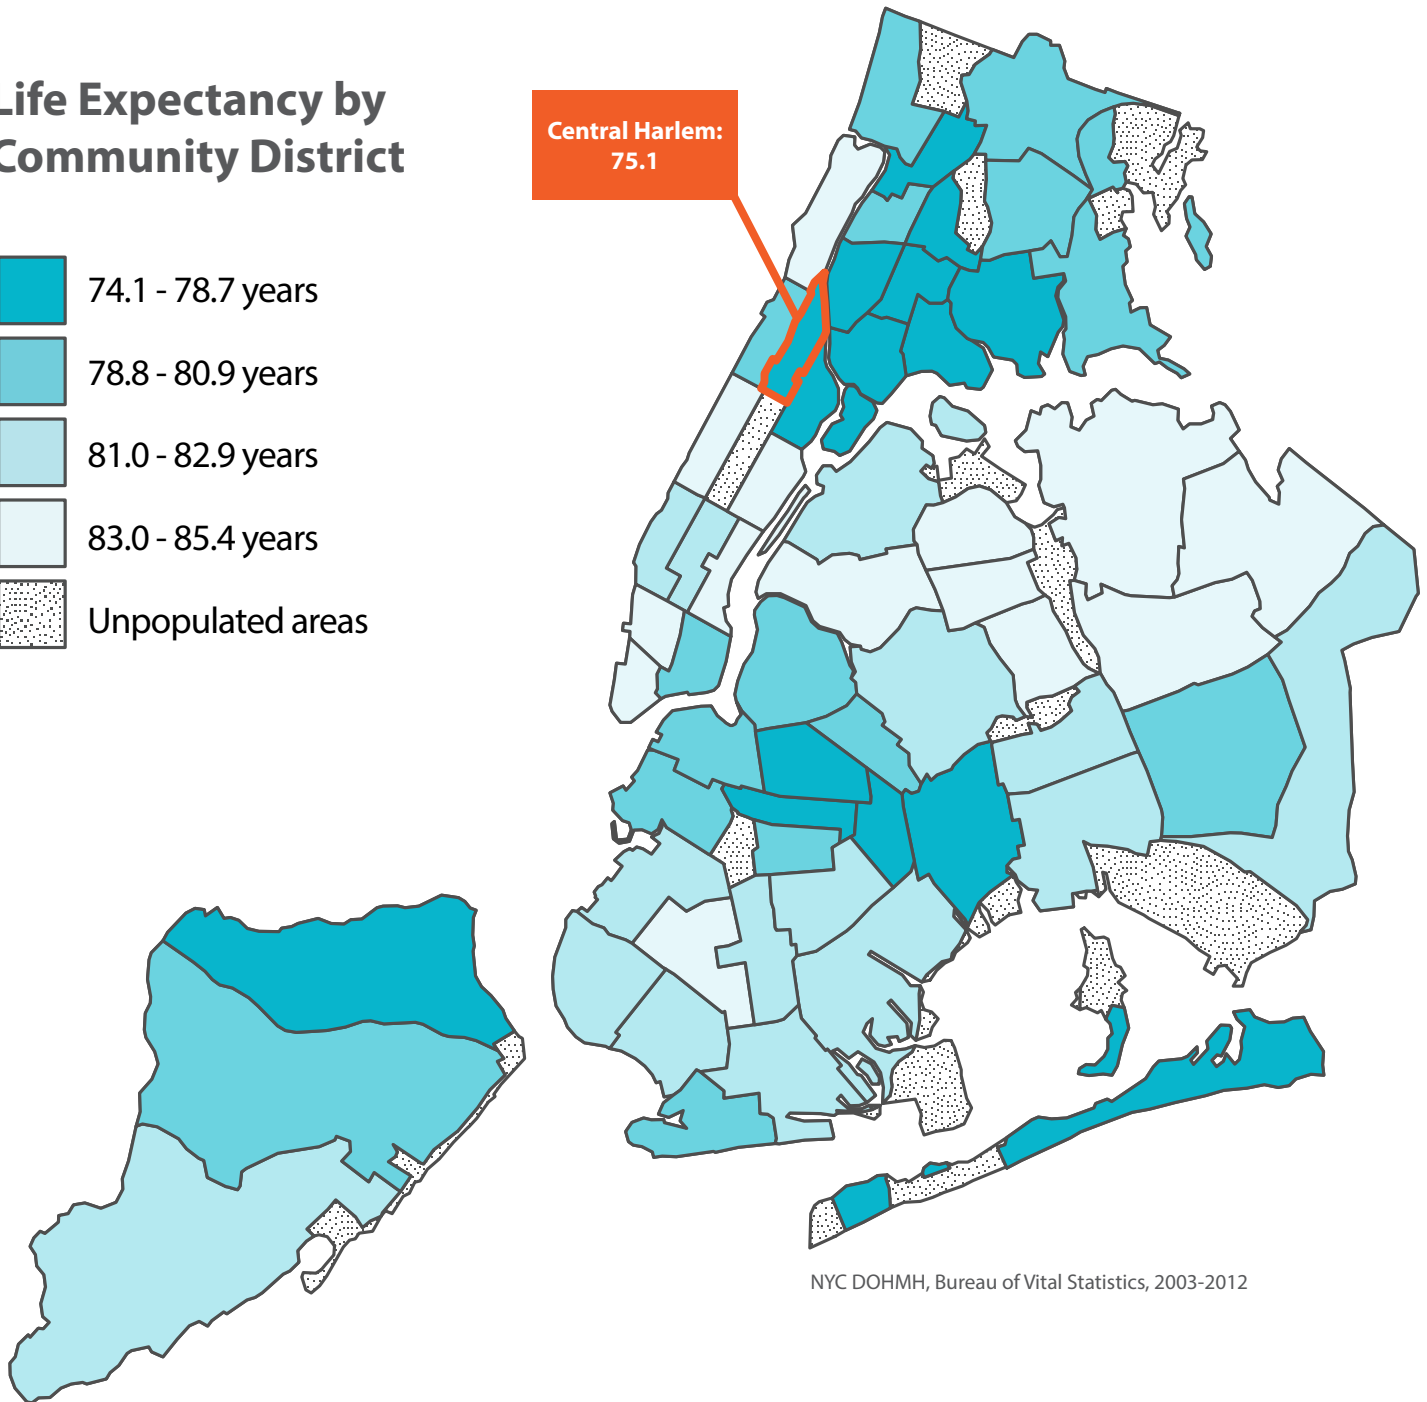 Life Expectancy by
Community District
Central Harlem:
75.1
74.1 - 78.7 years
78.8 - 80.9 years
81.0 - 82.9 years
83.0 - 85.4 years
Unpopulated areas
NYC DOHMH, Bureau of Vital Statistics, 2003-2012